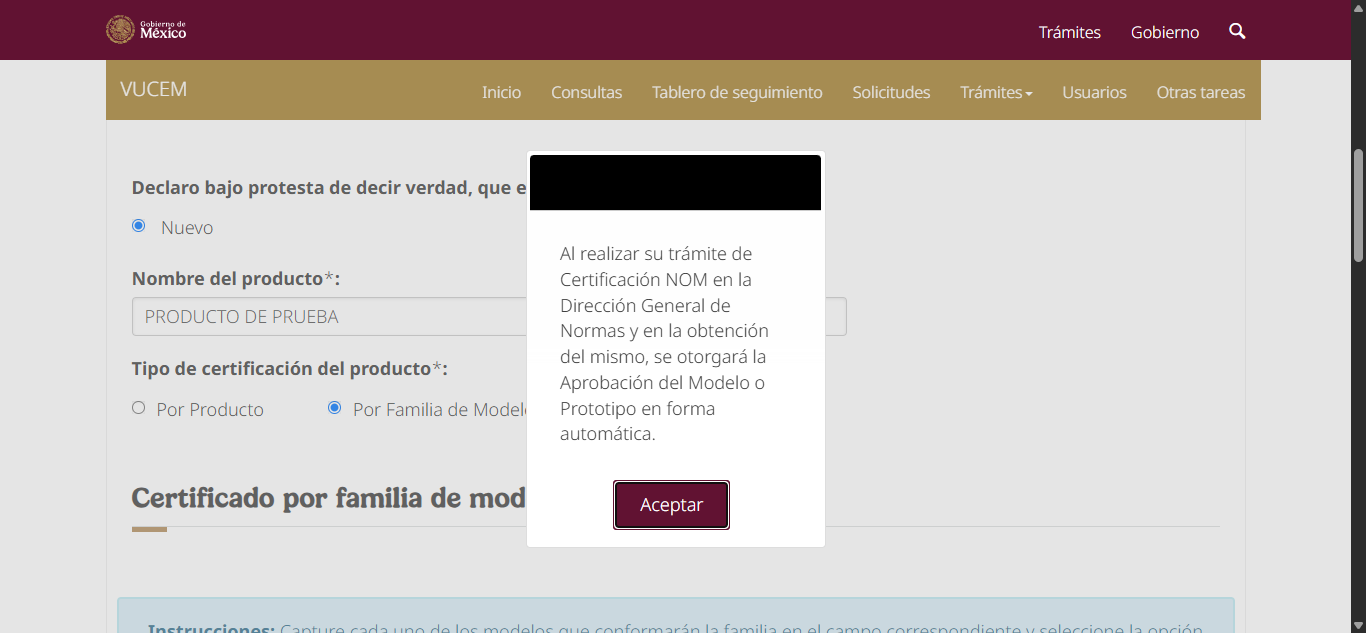 Gobierno de
México
Trámites Gobierno
VUCEM Inicio Consultas Tablero de seguimiento Solicitudes Trámites Usuarios Otras tareas
Declaro bajo protesta de decir verdad, que e
Nuevo
Nombre del producto*:
PRODUCTO DE PRUEBA
Tipo de certificación del producto*:
Por Producto Por Familia de Model
Certificado por familia de mod
Al realizar su trámite de
Certificación NOM en la
Dirección General de
Normas y en la obtención
del mismo, se otorgará la
Aprobación del Modelo o
Prototipo en forma
automática.
Aceptar
Instrucciones: Capture cada uno de los modelos que conformarán la familia en el campo correspondiente y seleccione la opción